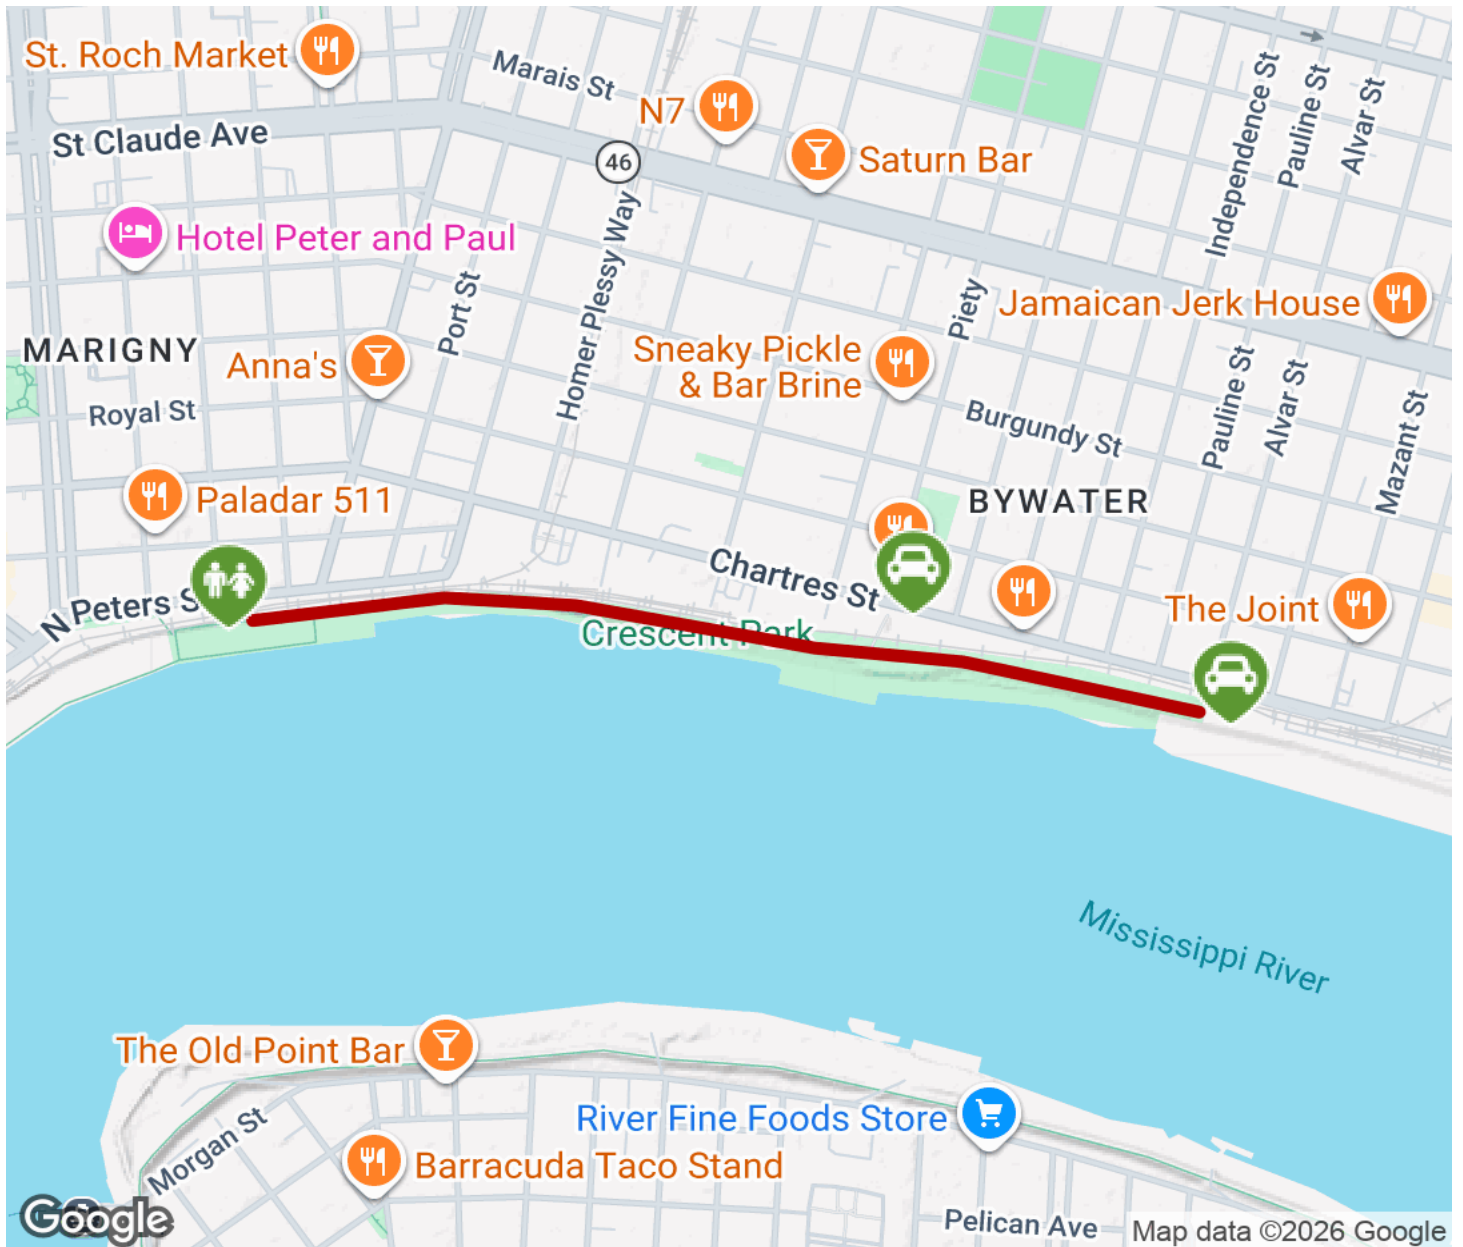 St. Roch Market
Marais St
N7
St Claude Ave
46
Saturn Bar
Independence St
Pauline St
Alvar St
Hotel Peter and Paul
Homer Plessy Way
Port St
Piety
Jamaican Jerk House
MARIGNY
Anna's
Sneaky Pickle
& Bar Brine
Royal St
Burgundy St
Pauline St
Alvar St
Mazant St
Paladar 511
BYWATER
Chartres St
N Peters S
The Joint
Crescent Park
Mississippi River
The Old Point Bar
River Fine Foods Store
Morgan St
Barracuda Taco Stand
Pelican Ave
Google
Map data ©2026 Google